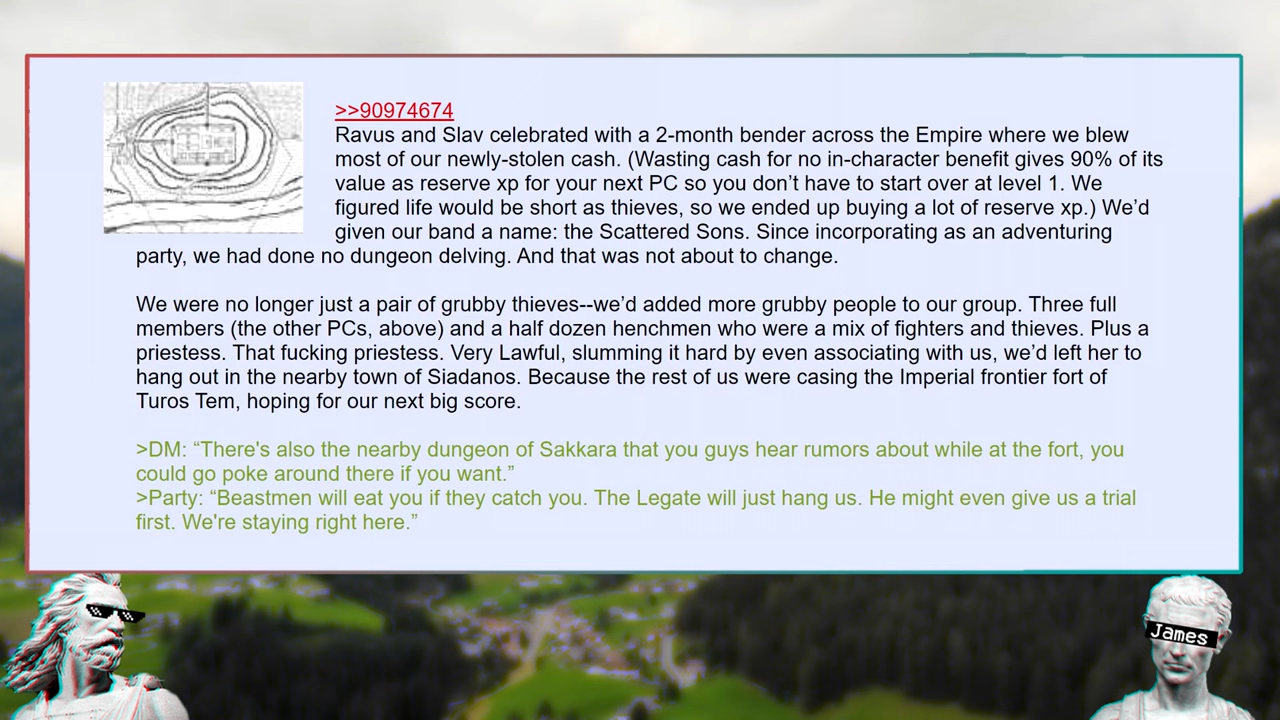 >>90974674
Ravus and Slav celebrated with a 2-month bender across the Empire where we blew
most of our newly-stolen cash. (Wasting cash for no in-character benefit gives 90% of its
value as reserve xp for your next PC so you don’t have to start over at level 1. We
figured life would be short as thieves, so we ended up buying a lot of reserve xp.) We’d
given our band a name: the Scattered Sons. Since incorporating as an adventuring
party, we had done no dungeon delving. And that was not about to change.
We were no longer just a pair of grubby thieves--we’d added more grubby people to our group. Three full
members (the other PCs, above) and a half dozen henchmen who were a mix of fighters and thieves. Plus a
priestess. That fucking priestess. Very Lawful, slumming it hard by even associating with us, we’d left her to
hang out in the nearby town of Siadanos. Because the rest of us were casing the Imperial frontier fort of
Turos Tem, hoping for our next big score.
>DM: “There's also the nearby dungeon of Sakkara that you guys hear rumors about while at the fort, you
could go poke around there if you want.”
>Party: “Beastmen will eat you if they catch you. The Legate will just hang us. He might even give us a trial
first. We're staying right here.”
James